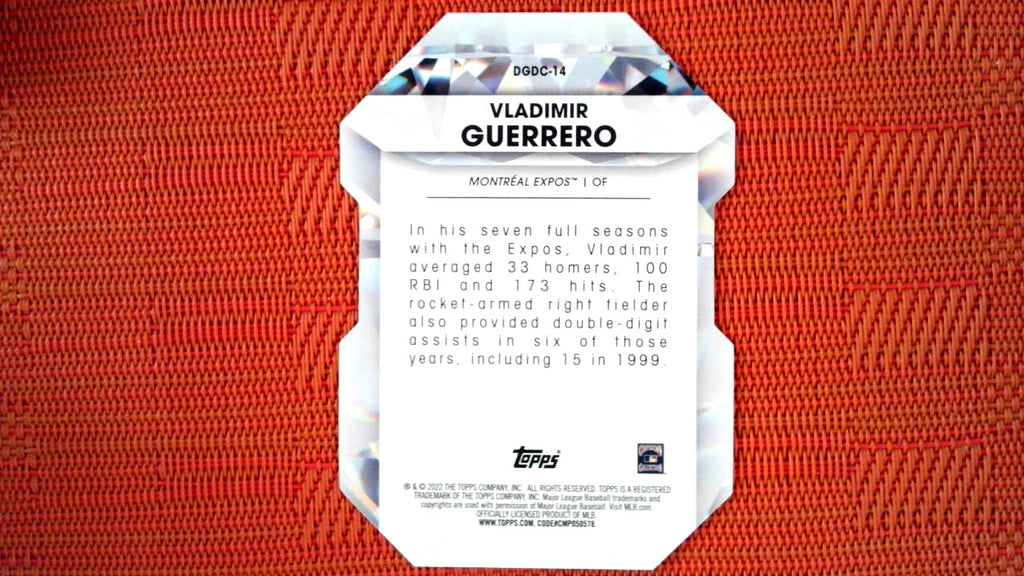 DGDC-14
VLADIMIR
GUERRERO
MONTRÉAL EXPOS™ | OF
In his seven full seasons
with the Expos, Vladimir
averaged 33 homers, 100
RBI and 173 hits. The
rocket-armed right fielder
also provided double-digit
assists in six of those
years, including 15 in 1999.
Topps®
® & © 2022 THE TOPPS COMPANY, INC. ALL RIGHTS RESERVED. TOPPS IS A REGISTERED
TRADEMARK OF THE TOPPS COMPANY, INC. Major League Baseball trademarks and
copyrights are used with permission of Major League Baseball. Visit MLB.com.
OFFICIALLY LICENSED PRODUCT OF MLB.
WWW.TOPPS.COM. CODE#CMP050578.